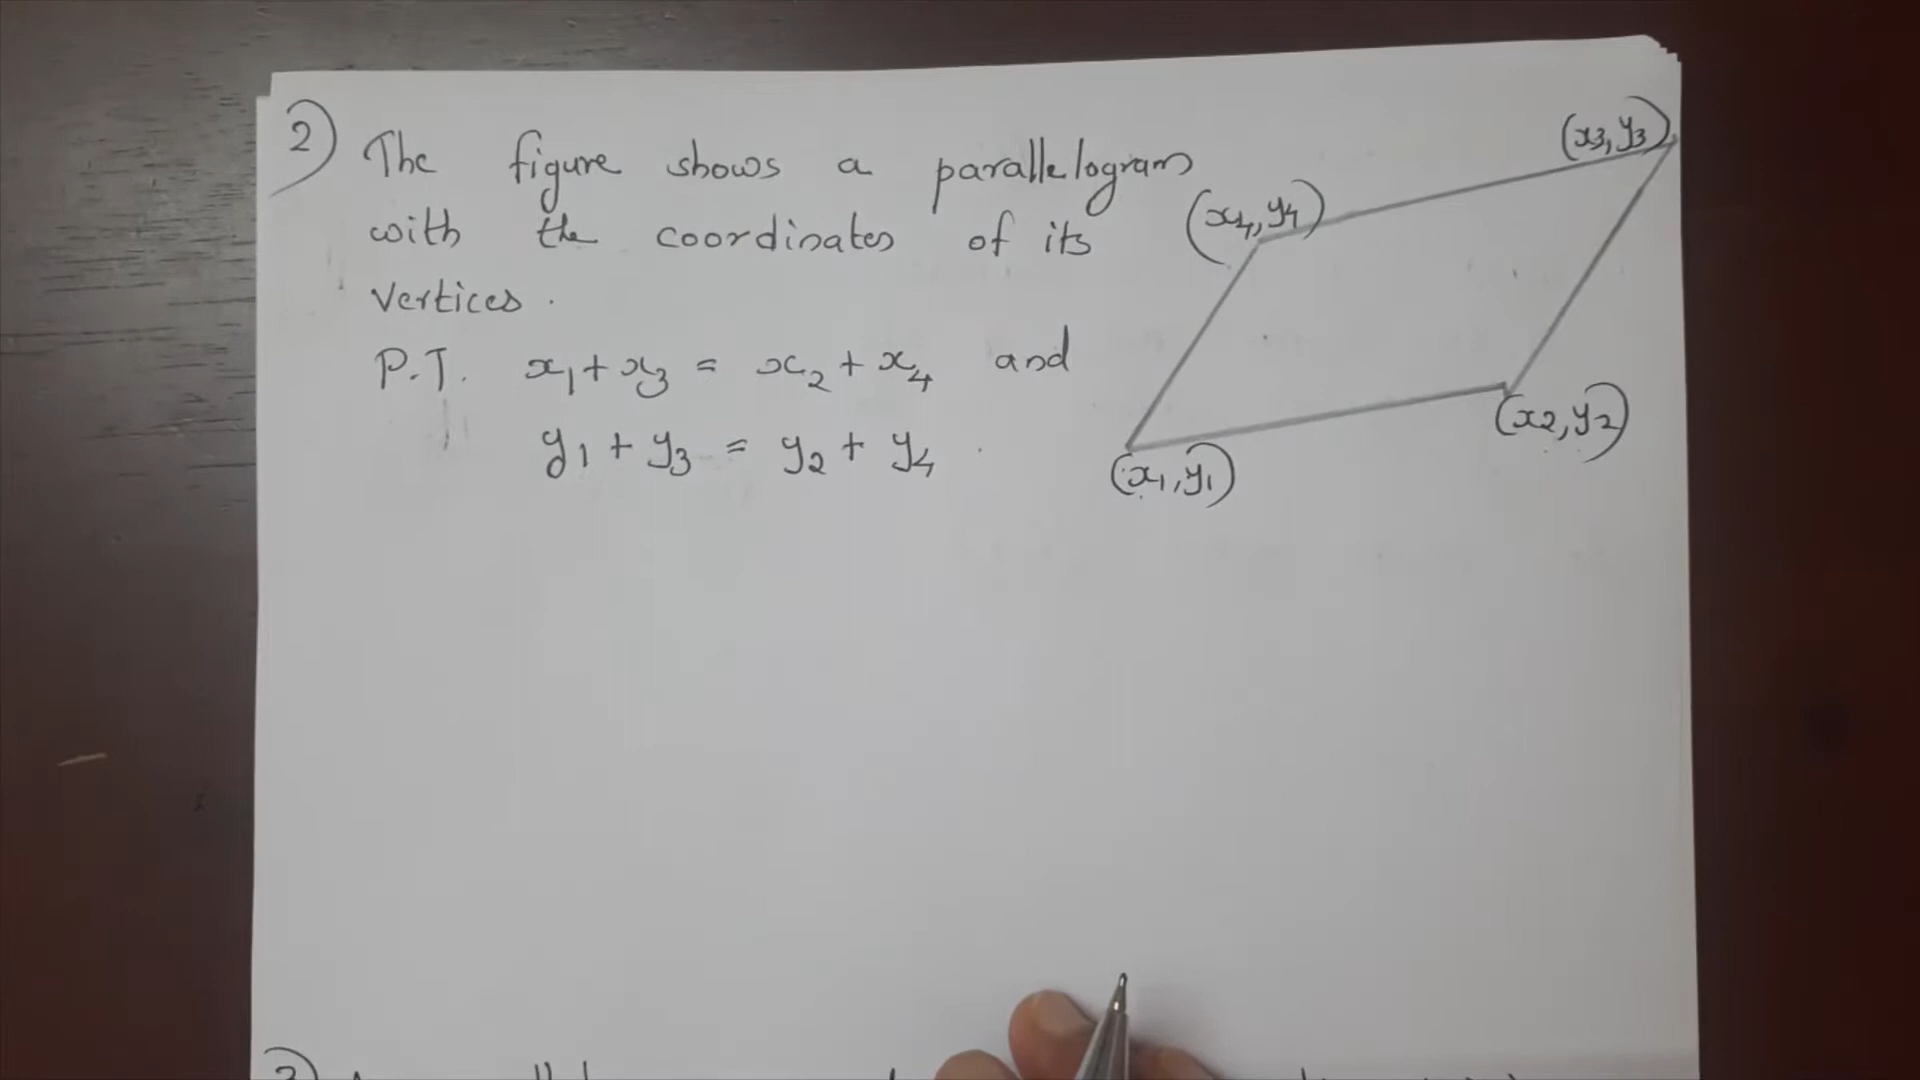 2) The figure shows a parallelogram
with the coordinates of its
vertices.
P.T. x₁ + x₃ = x₂ + x₄ and
y₁ + y₃ = y₂ + y₄.
(x₃, y₃)
(x₄, y₄)
(x₂, y₂)
(x₁, y₁)